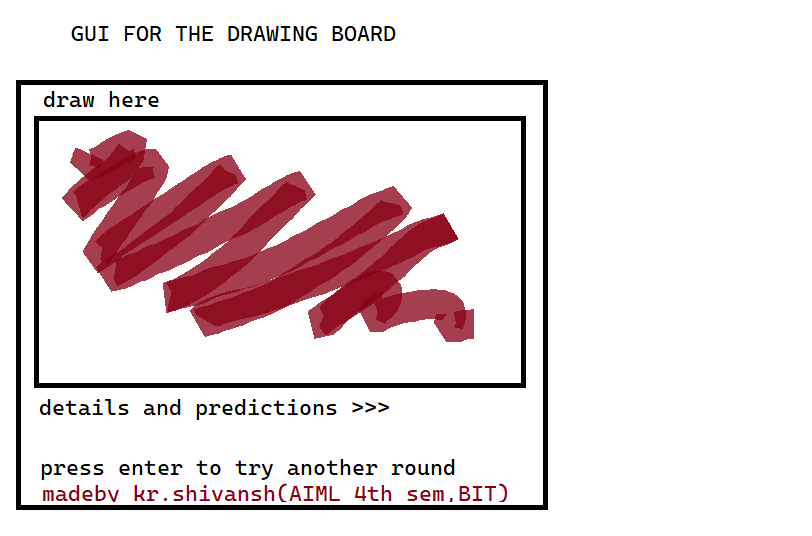 GUI FOR THE DRAWING BOARD
draw here
details and predictions >>>
press enter to try another round
madeby kr.shivansh(AIML 4th sem.BIT)